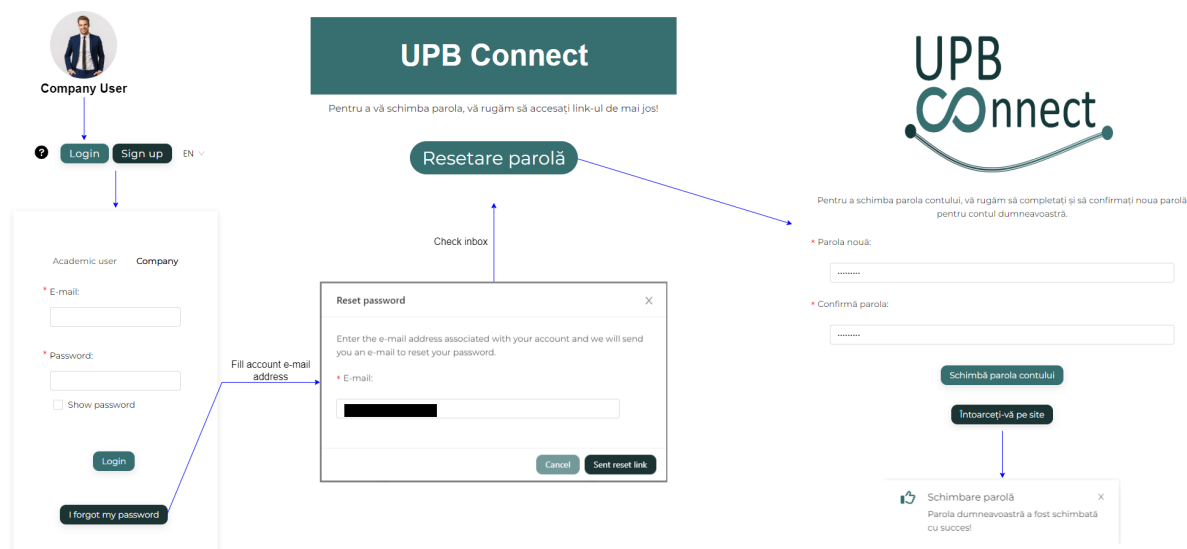 Company User
?
Login
Sign up
EN
Academic user
Company
* E-mail:
* Password:
Show password
Login
I forgot my password
Fill account e-mail
address
Reset password
X
Enter the e-mail address associated with your account and we will send
you an e-mail to reset your password.
* E-mail:
Cancel
Sent reset link
Check inbox
UPB Connect
Pentru a vă schimba parola, vă rugăm să accesați link-ul de mai jos!
Resetare parolă
UPB
Connect
Pentru a schimba parola contului, vă rugăm să completați și să confirmați noua parolă
pentru contul dumneavoastră.
* Parola nouă:
·········
* Confirmă parola:
·········
Schimbă parola contului
Întoarceți-vă pe site
Schimbare parolă
X
Parola dumneavoastră a fost schimbată
cu succes!